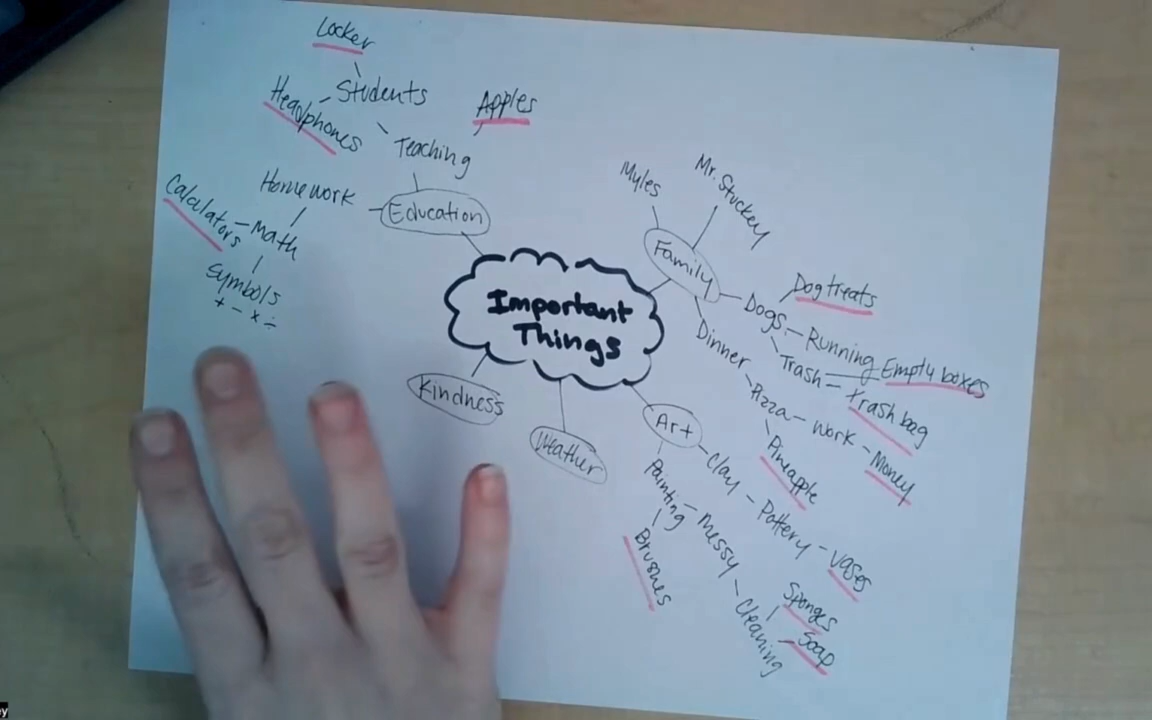 Locker
Students
Headphones
Apples
Teaching
Homework
Education
Calculators
Math
Symbols
+ - x ÷
Myles
Mr. Stuckey
Family
Dogs
Dog treats
Running
Trash
Empty boxes
Trash bag
Dinner
Pizza
Work
Money
Pineapple
Important
Things
Kindness
Weather
Art
Clay
Pottery
Vases
Painting
Messy
Brushes
Cleaning
Sponges
Soap